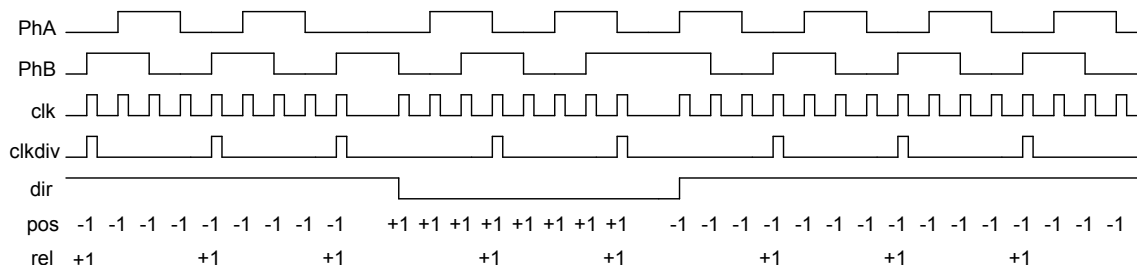 PhA
PhB
clk
clkdiv
dir
pos -1 -1 -1 -1 -1 -1 -1 -1 -1 +1 +1 +1 +1 +1 +1 +1 +1 -1 -1 -1 -1 -1 -1 -1 -1 -1 -1 -1 -1 -1 -1 -1
rel +1 +1 +1 +1 +1 +1 +1 +1